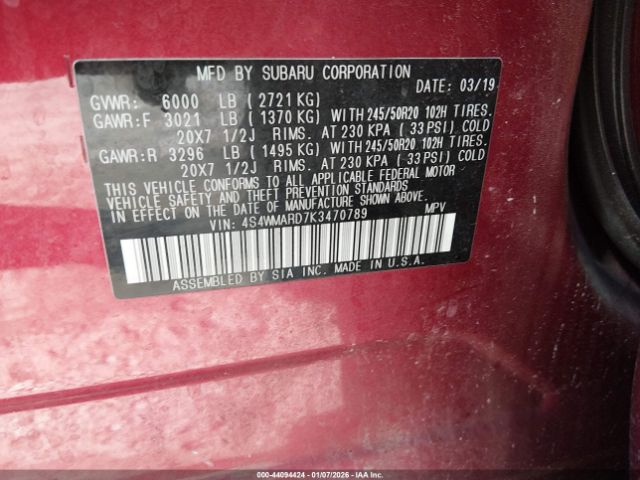 MFD BY SUBARU CORPORATION
DATE: 03/19
GVWR: 6000 LB ( 2721 KG)
GAWR:F 3021 LB ( 1370 KG) WITH 245/50R20 102H TIRES.
20X7 1/2J RIMS. AT 230 KPA ( 33 PSI) COLD
GAWR:R 3296 LB ( 1495 KG) WITH 245/50R20 102H TIRES.
20X7 1/2J RIMS. AT 230 KPA ( 33 PSI) COLD
THIS VEHICLE CONFORMS TO ALL APPLICABLE FEDERAL MOTOR
VEHICLE SAFETY AND THEFT PREVENTION STANDARDS
IN EFFECT ON THE DATE OF MANUFACTURE SHOWN ABOVE.
VIN: 4S4WMARD7K3470789 MPV
ASSEMBLED BY SIA INC. MADE IN U.S.A.
000-44094424 | 01/07/2026 - IAAI.COM